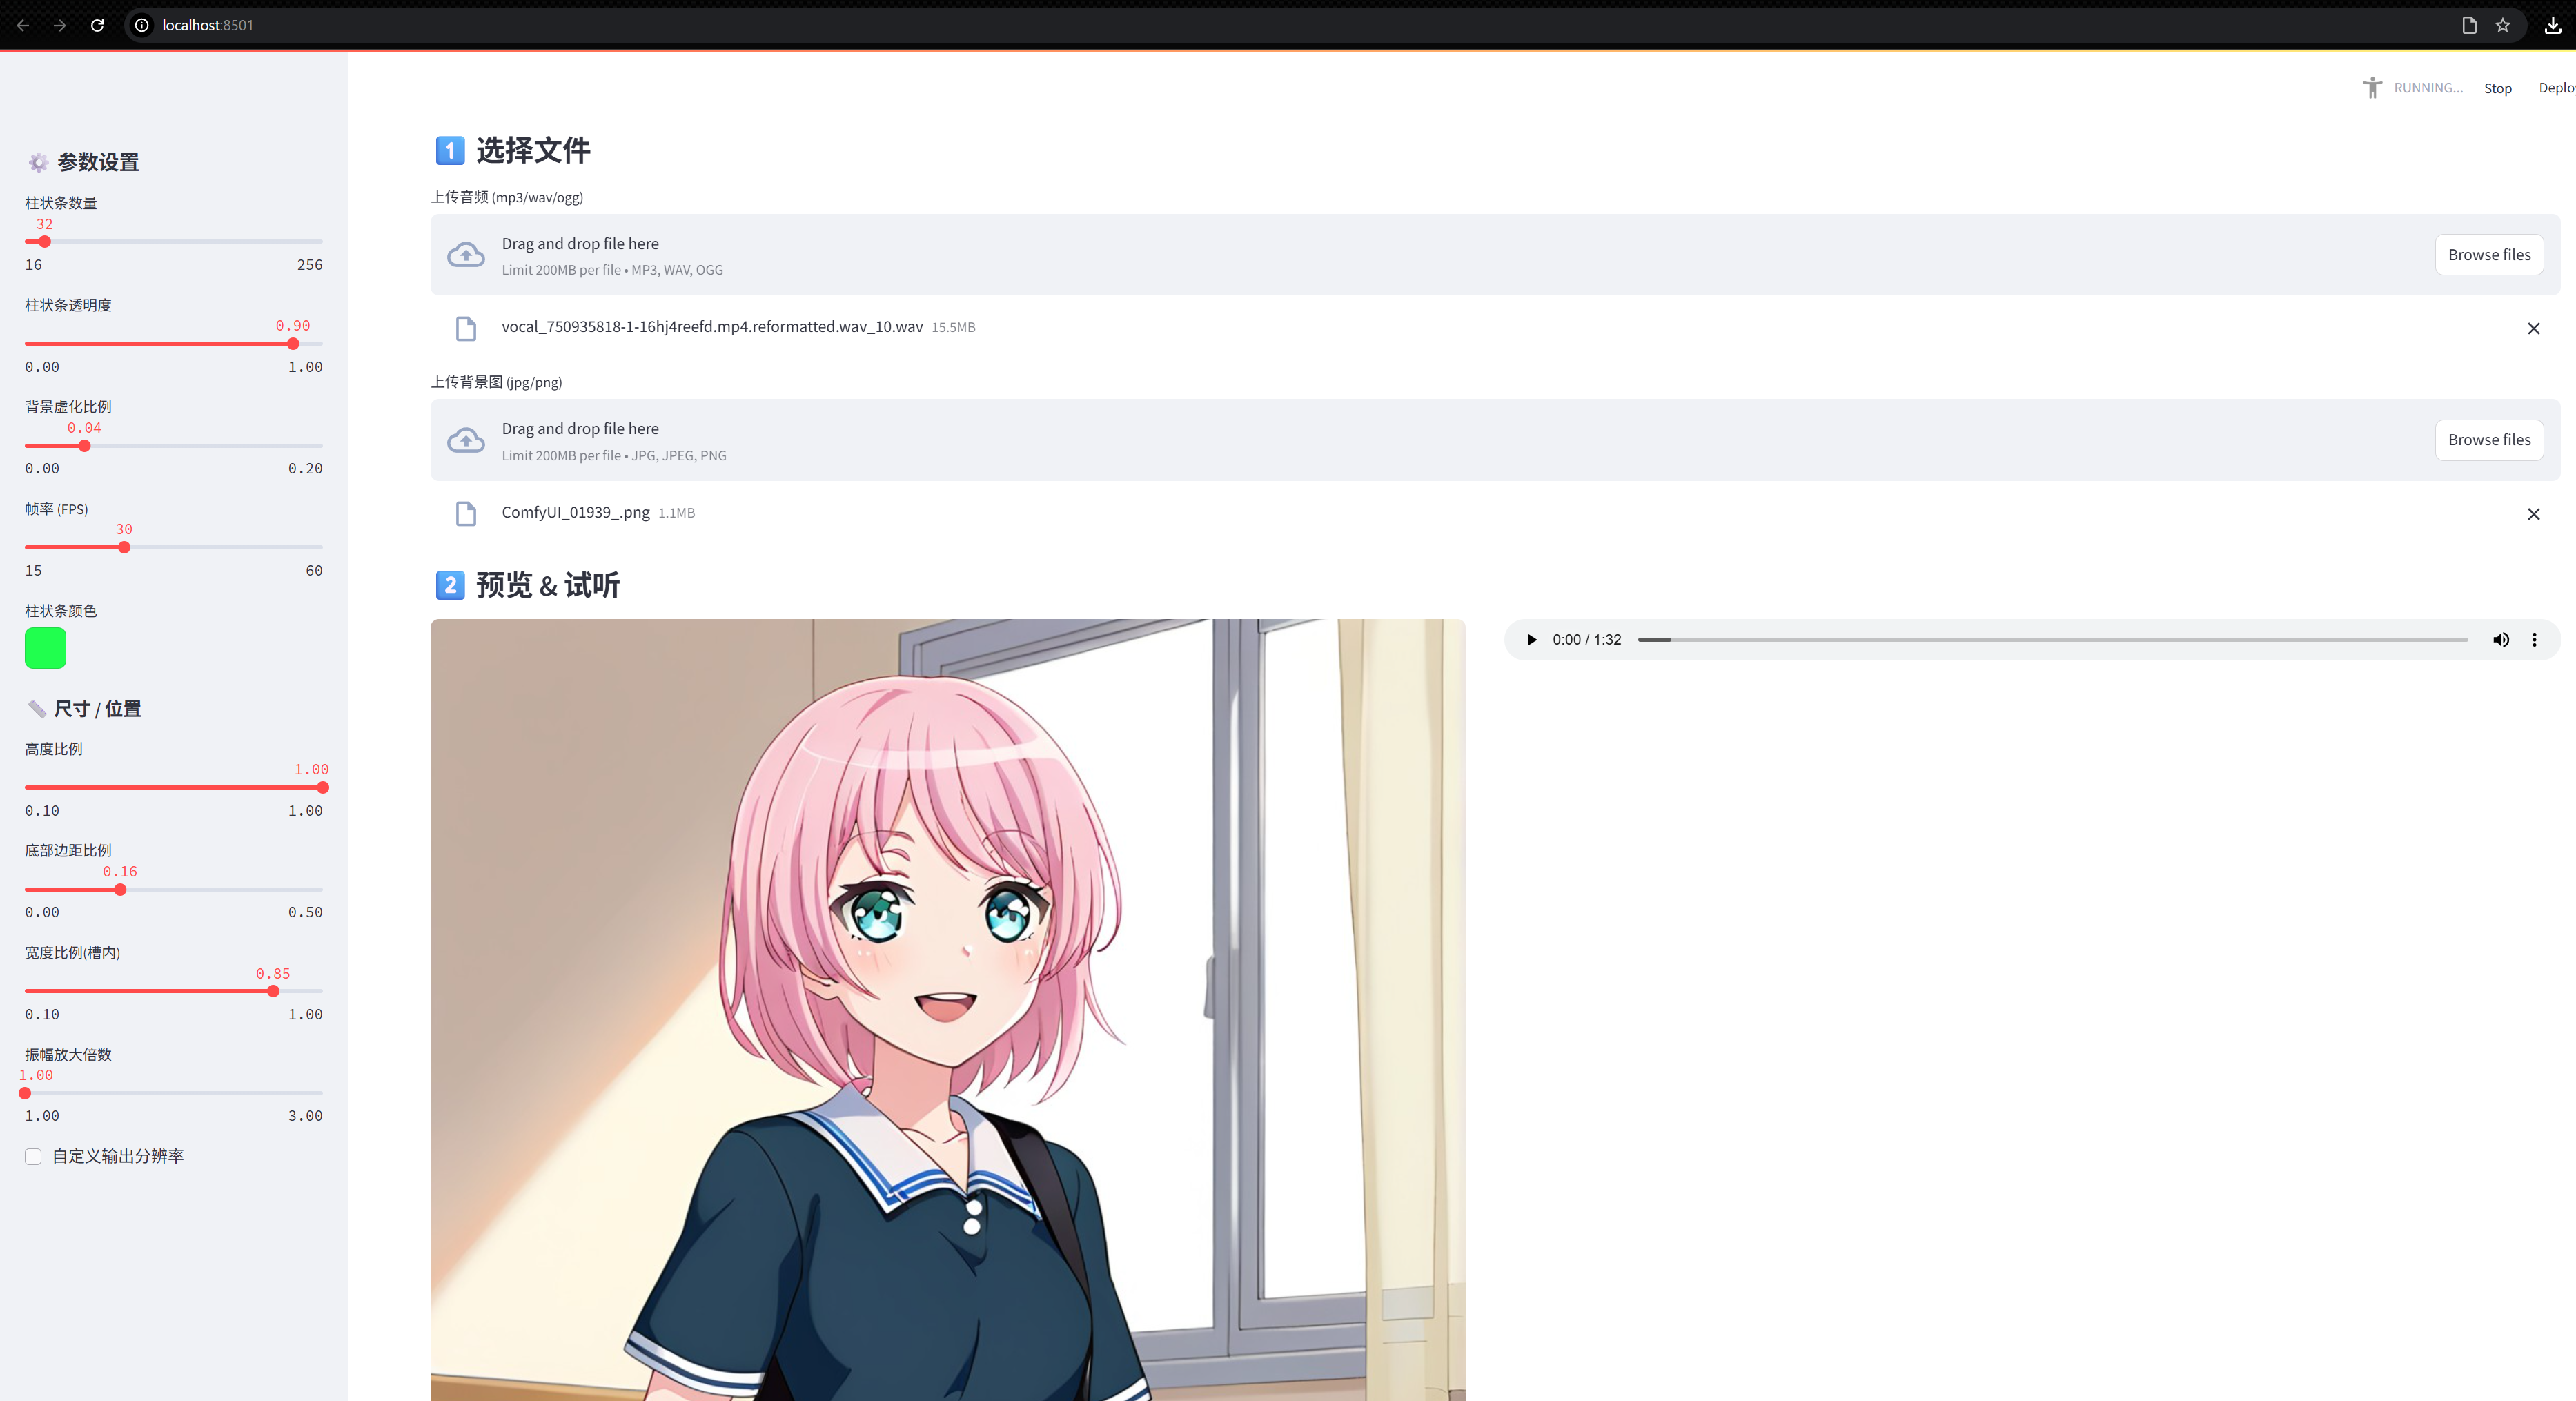 localhost:8501
RUNNING...
Stop
Deplo
参数设置
柱状条数量
32
16 256
柱状条透明度
0.90
0.00 1.00
背景虚化比例
0.04
0.00 0.20
帧率 (FPS)
30
15 60
柱状条颜色
尺寸 / 位置
高度比例
1.00
0.10 1.00
底部边距比例
0.16
0.00 0.50
宽度比例(槽内)
0.85
0.10 1.00
振幅放大倍数
1.00
1.00 3.00
自定义输出分辨率
1 选择文件
上传音频 (mp3/wav/ogg)
Drag and drop file here
Limit 200MB per file • MP3, WAV, OGG
Browse files
vocal_750935818-1-16hj4reefd.mp4.reformatted.wav_10.wav 15.5MB
上传背景图 (jpg/png)
Drag and drop file here
Limit 200MB per file • JPG, JPEG, PNG
Browse files
ComfyUI_01939_.png 1.1MB
2 预览 & 试听
0:00 / 1:32